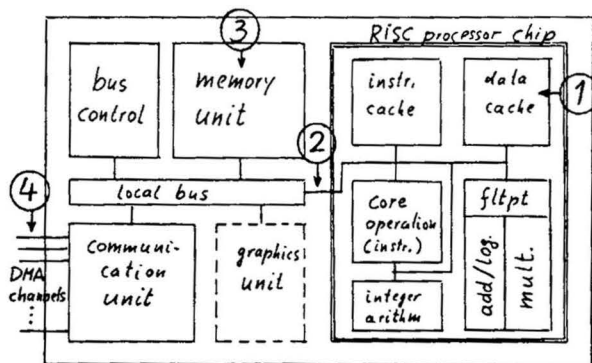 ③
RISC processor chip
bus
control
memory
unit
instr.
cache
data
cache
①
②
④
local bus
DMA
channels
communi-
cation
unit
graphics
unit
core
operation
(instr.)
integer
arithm
fltpt
add/log.
mult.